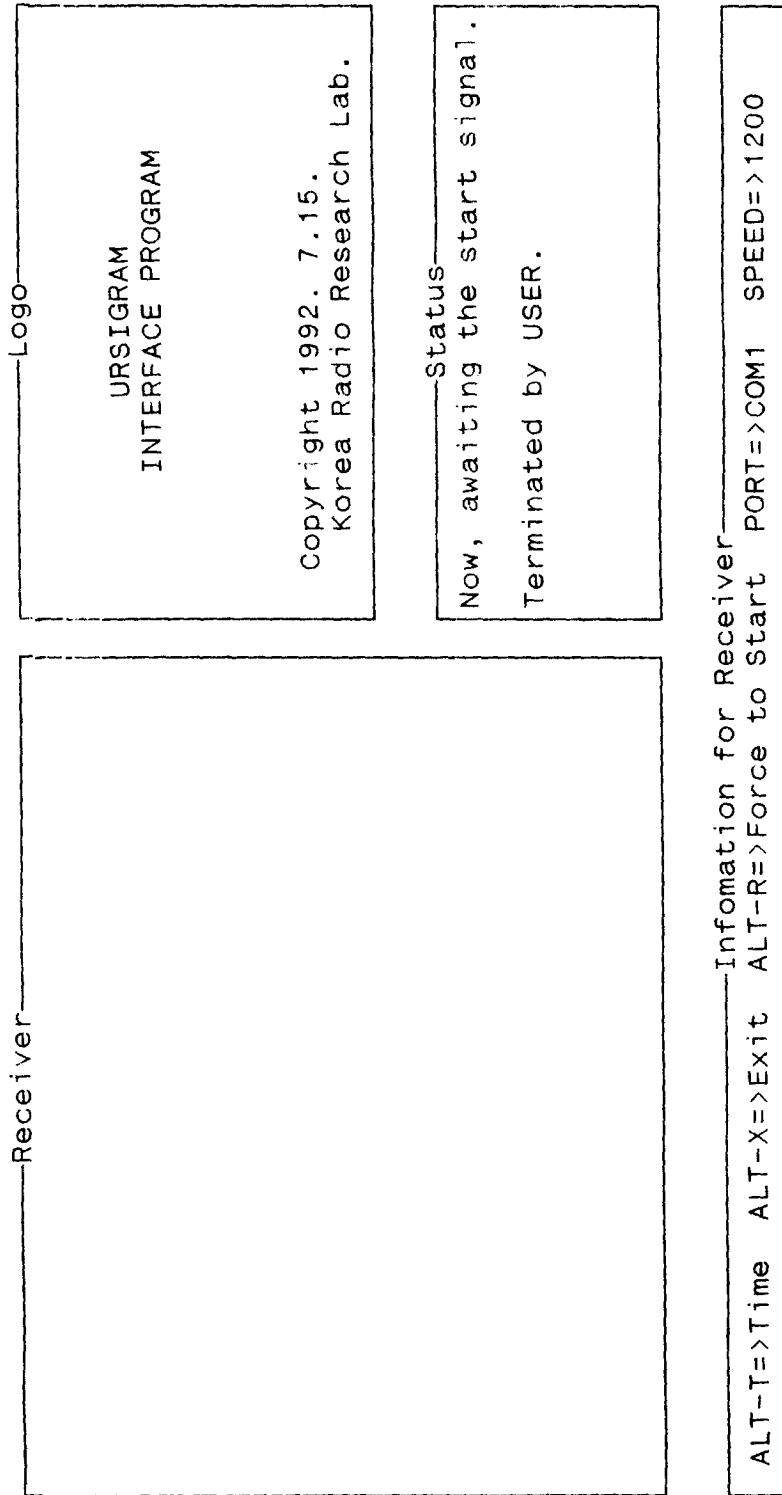 Receiver
Logo
URSIGRAM
INTERFACE PROGRAM
Copyright 1992. 7.15.
Korea Radio Research Lab.
Status
Now, awaiting the start signal.
Terminated by USER.
Infomation for Receiver
ALT-T=>Time ALT-X=>Exit ALT-R=>Force to Start PORT=>COM1 SPEED=>1200